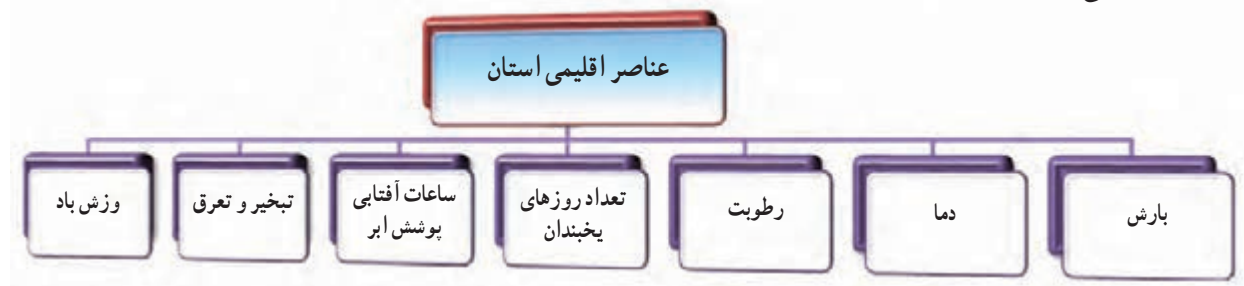 عناصر اقلیمی استان
بارش
دما
رطوبت
تعداد روزهای
یخبندان
ساعات آفتابی
پوشش ابر
تبخیر و تعرق
وزش باد